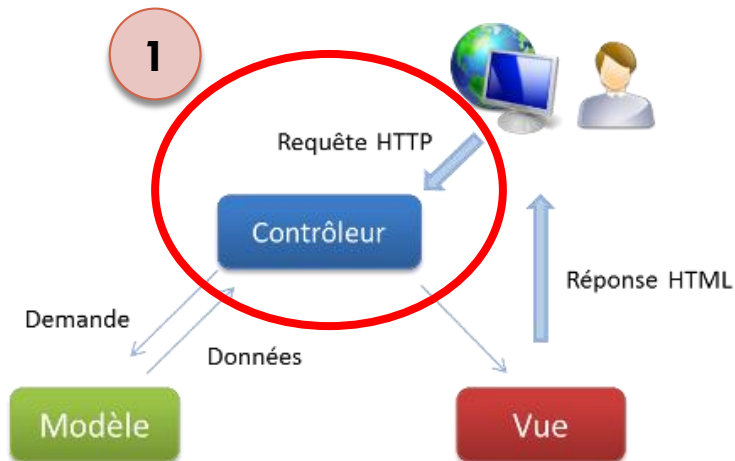 1
Requête HTTP
Contrôleur
Réponse HTML
Demande
Données
Modèle
Vue